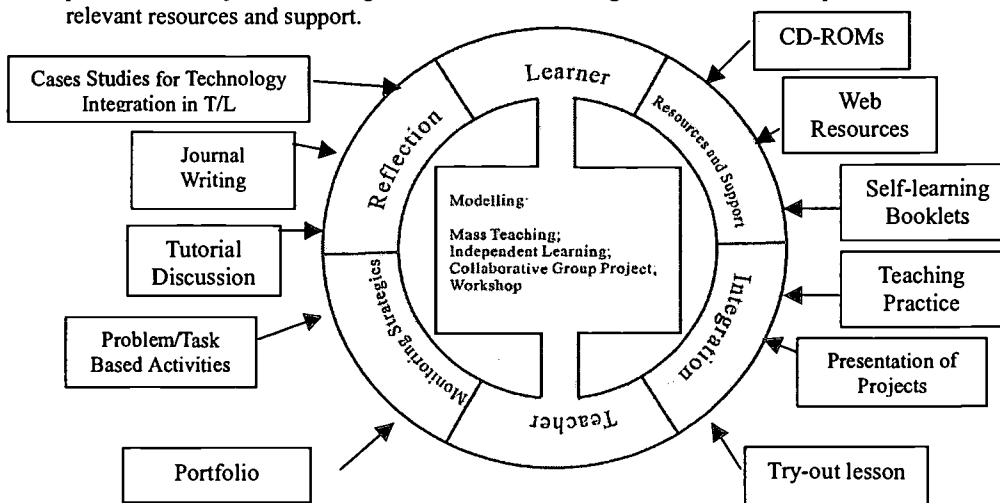 relevant resources and support.
Cases Studies for Technology
Integration in T/L
Journal
Writing
Tutorial
Discussion
Problem/Task
Based Activities
Portfolio
Learner
Reflection
Resources and Support
Monitoring Strategies
Integration
Teacher
Modelling:
Mass Teaching;
Independent Learning;
Collaborative Group Project;
Workshop
CD-ROMs
Web
Resources
Self-learning
Booklets
Teaching
Practice
Presentation of
Projects
Try-out lesson